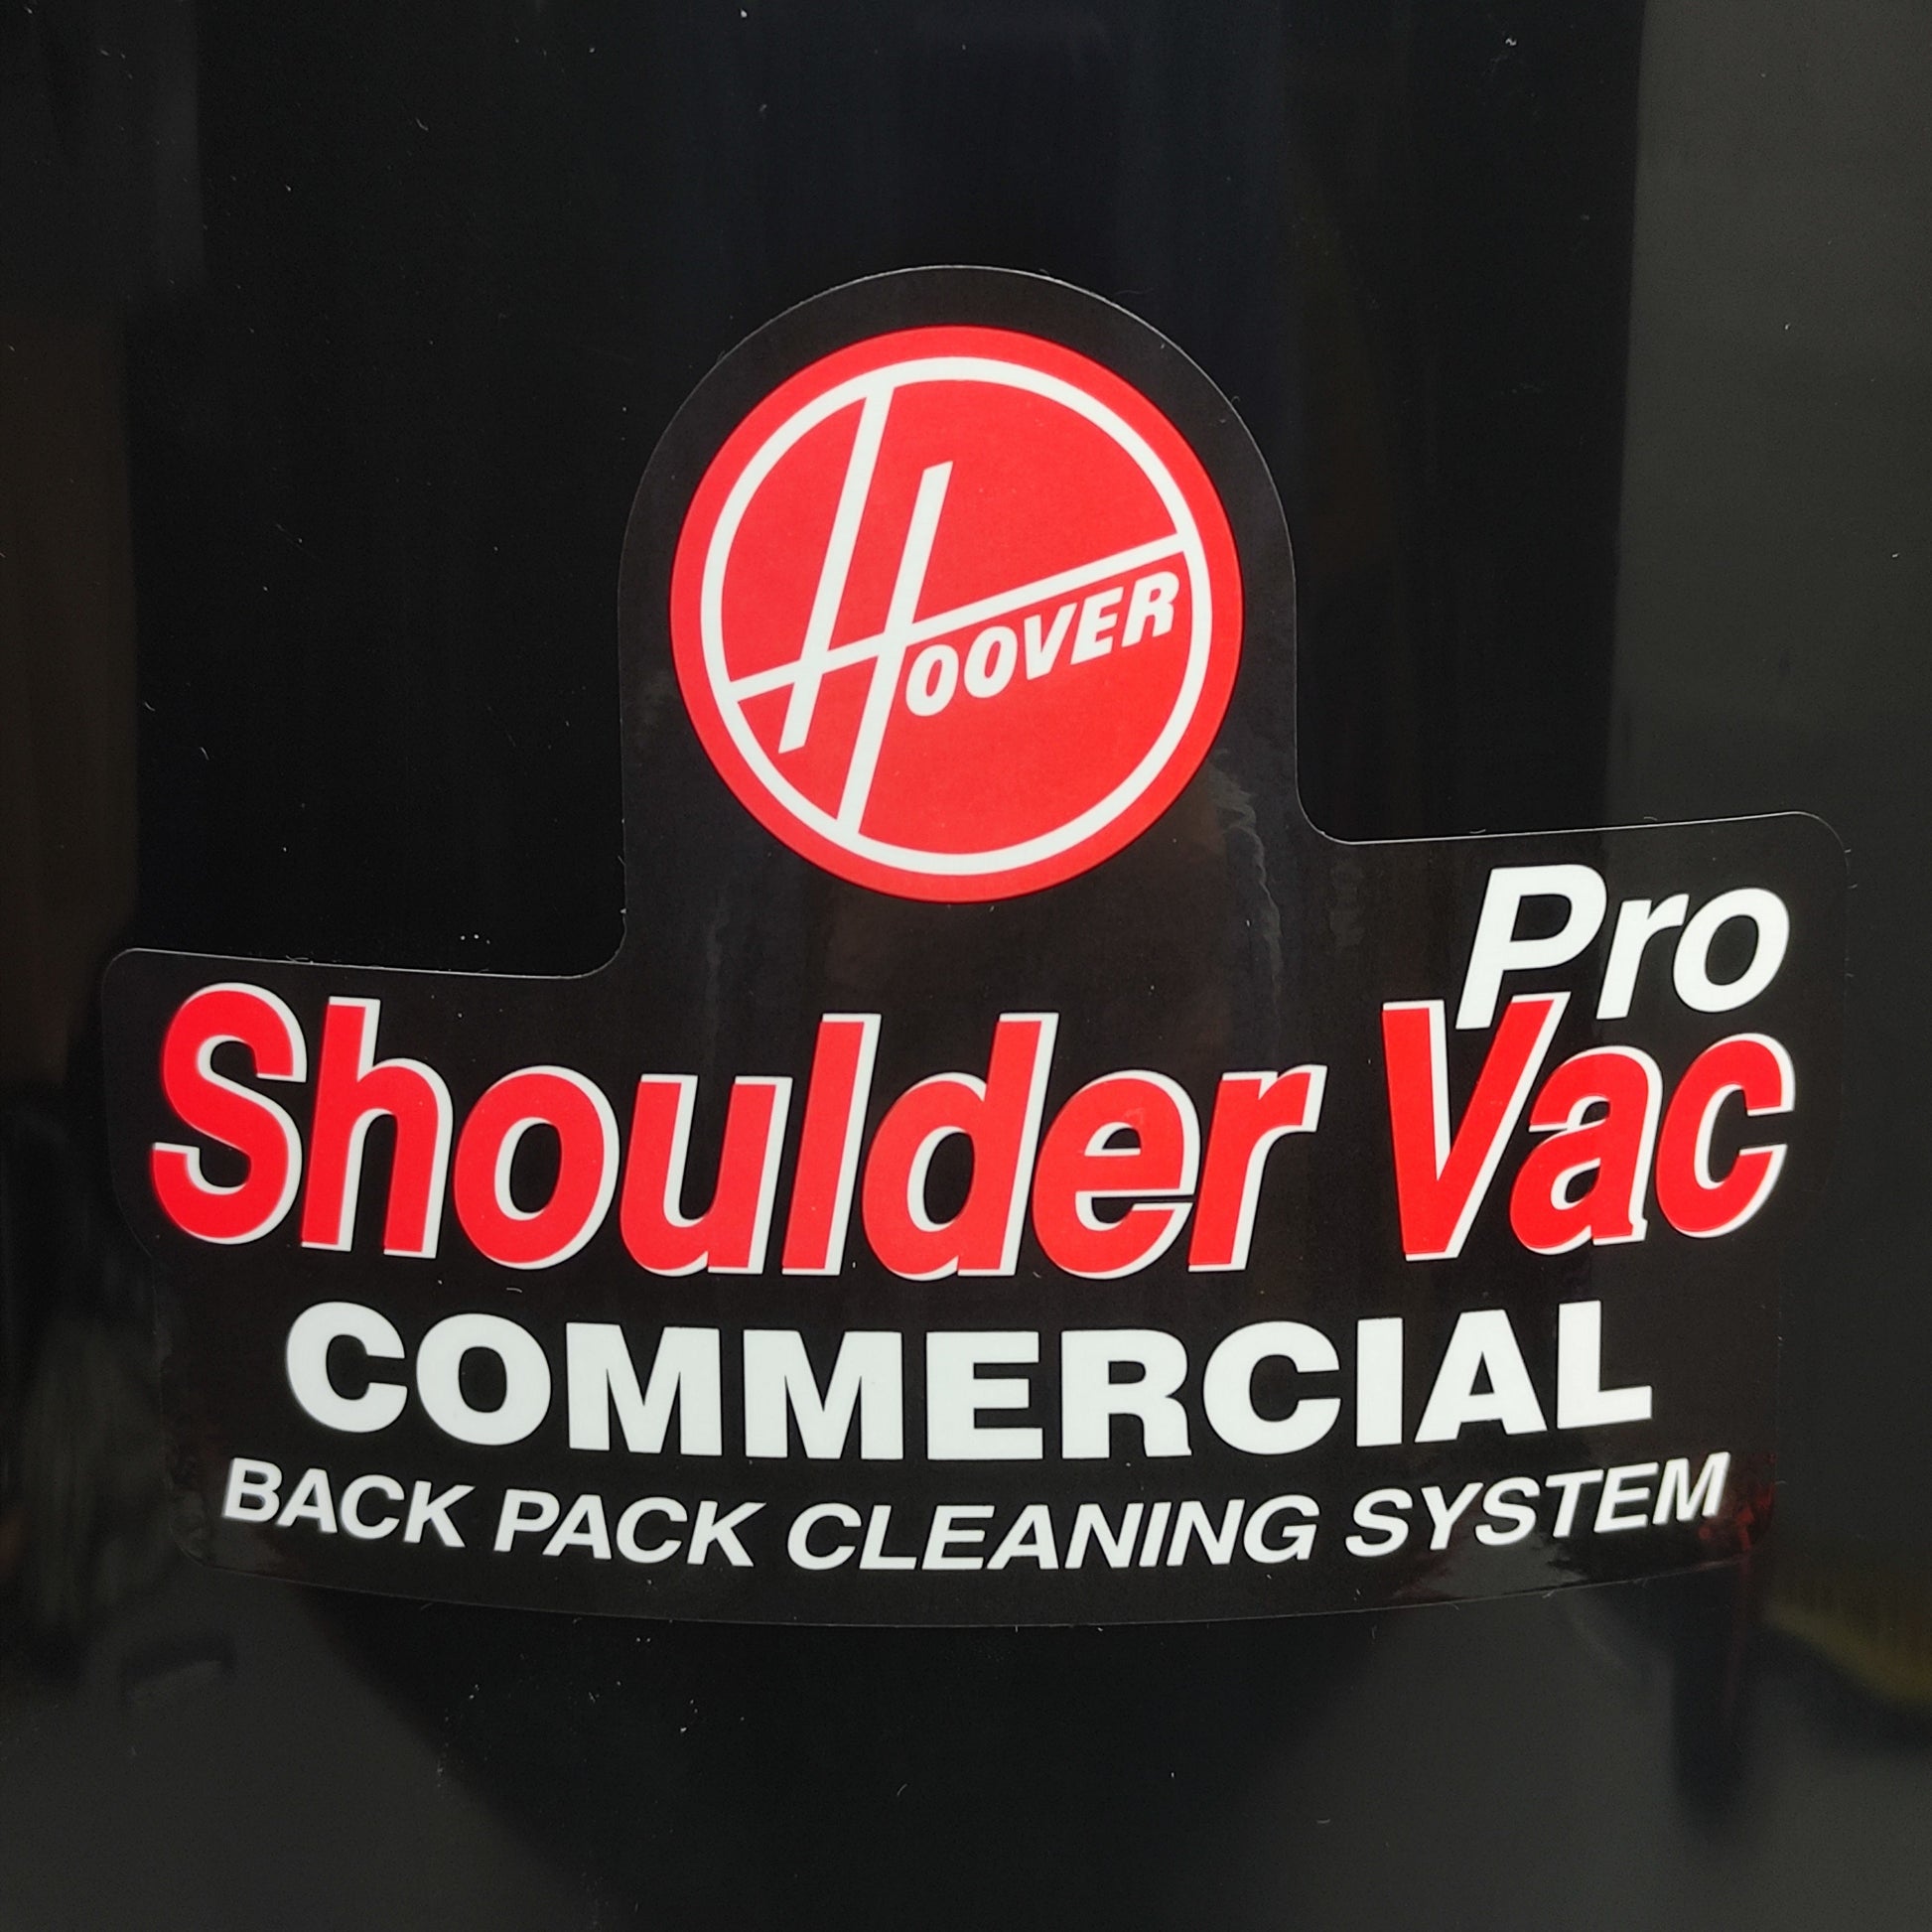 HOOVER
Pro
Shoulder Vac
COMMERCIAL
BACK PACK CLEANING SYSTEM